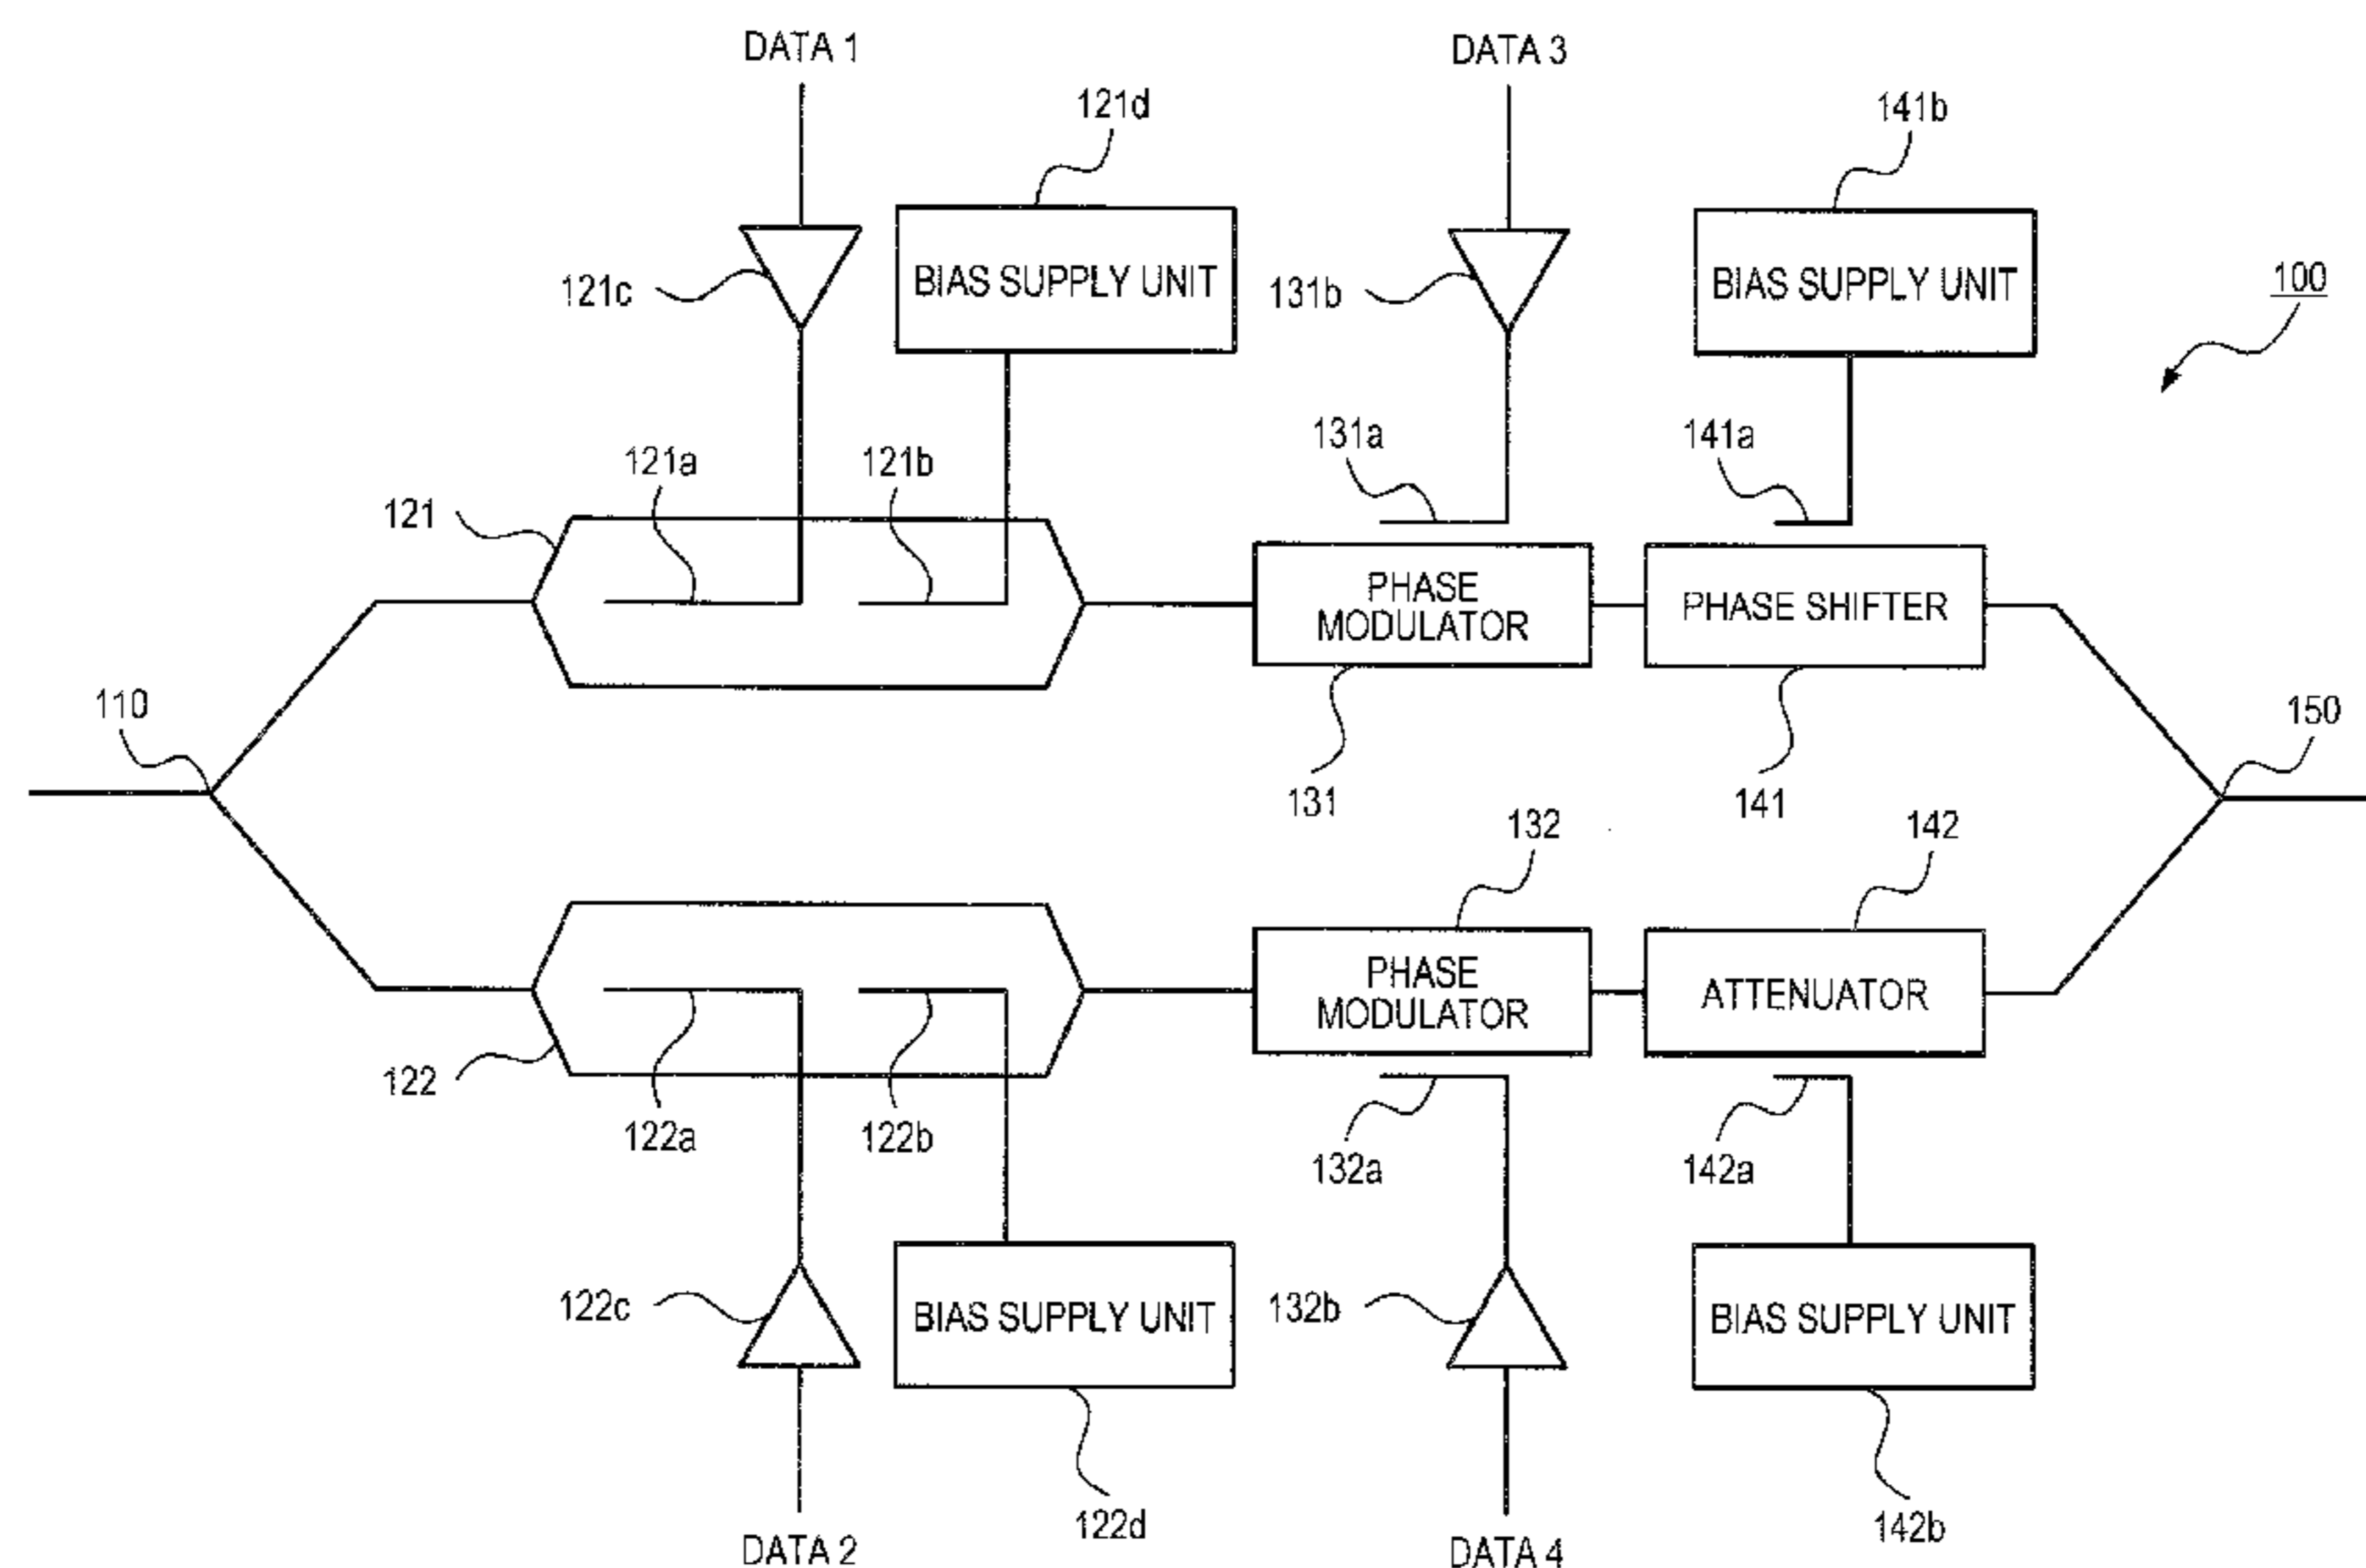 DATA 1
DATA 3
121d
141b
100
121c
BIAS SUPPLY UNIT
131b
BIAS SUPPLY UNIT
121a
121b
131a
141a
121
PHASE
MODULATOR
PHASE SHIFTER
110
150
131
141
132
142
PHASE
MODULATOR
ATTENUATOR
122
122a
122b
132a
142a
122c
BIAS SUPPLY UNIT
132b
BIAS SUPPLY UNIT
122d
142b
DATA 2
DATA 4